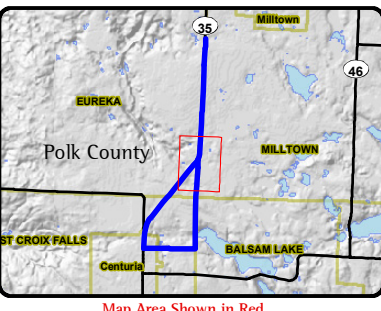 35
Milltown
46
EUREKA
Polk County
MILLTOWN
ST CROIX FALLS
BALSAM LAKE
Centuria
Map Area Shown in Red